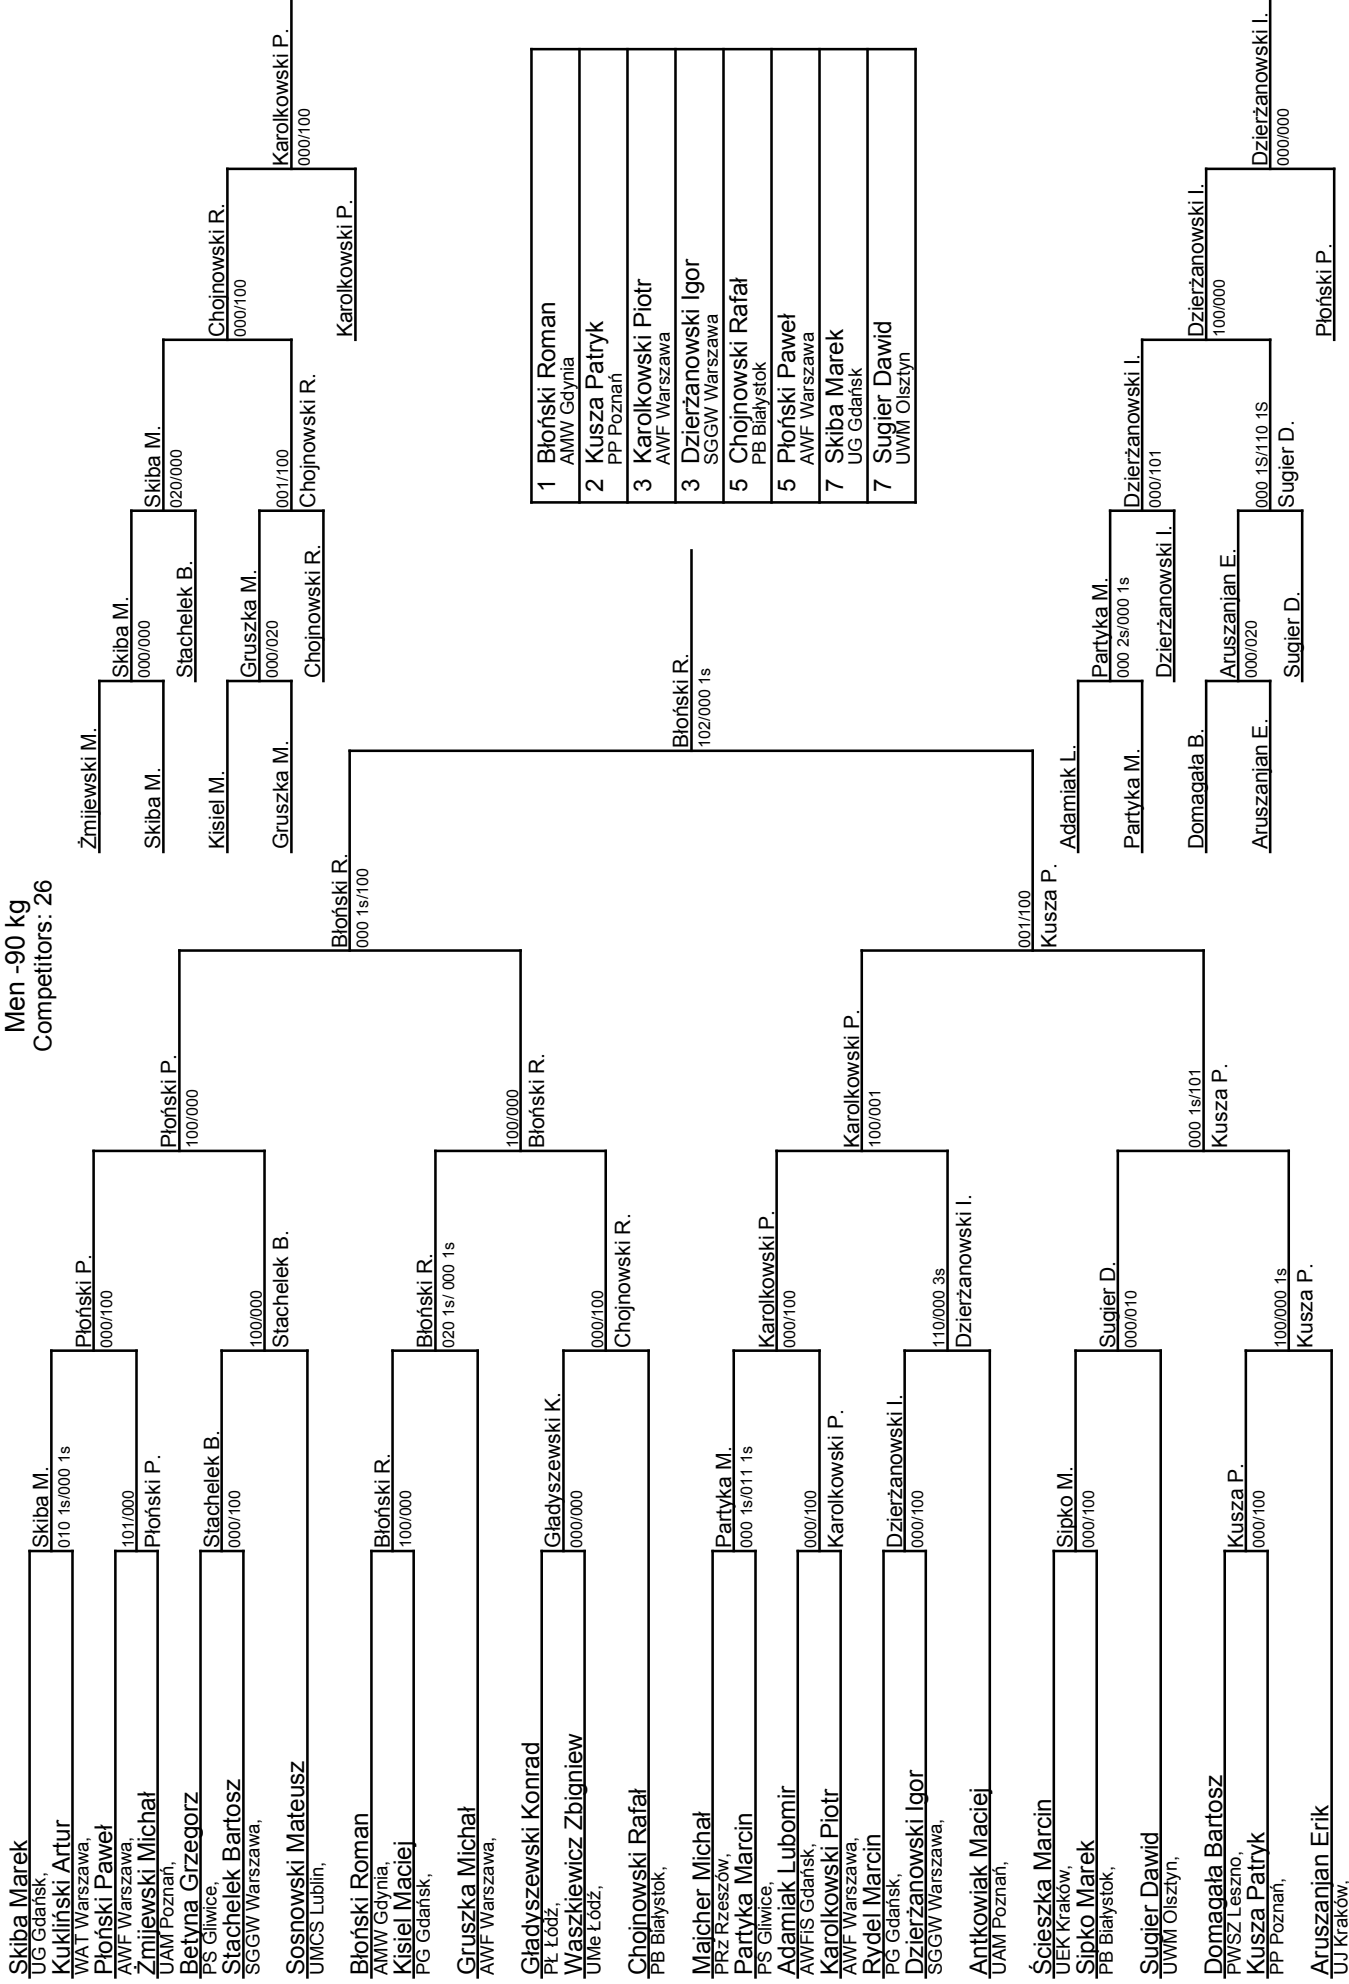 Men -90 kg
Competitors: 26
Skiba Marek
UG Gdańsk,
Kukliński Artur
WAT Warszawa,
Płoński Paweł
AWF Warszawa,
Żmijewski Michał
UAM Poznań,
Betyna Grzegorz
PS Gliwice,
Stachelek Bartosz
SGGW Warszawa,
Sosnowski Mateusz
UMCS Lublin,
Błoński Roman
AMW Gdynia,
Kisiel Maciej
PG Gdańsk,
Gruszka Michał
AWF Warszawa,
Gładyszewski Konrad
PŁ Łódź,
Waszkiewicz Zbigniew
UMe Łódź,
Chojnowski Rafał
PB Białystok,
Majcher Michał
PRz Rzeszów,
Partyka Marcin
PS Gliwice,
Adamiak Lubomir
AWFiS Gdańsk,
Karolkowski Piotr
AWF Warszawa,
Rydel Marcin
PG Gdańsk,
Dzierżanowski Igor
SGGW Warszawa,
Antkowiak Maciej
UAM Poznań,
Ścieszka Marcin
UEK Kraków,
Sipko Marek
PB Białystok,
Sugier Dawid
UWM Olsztyn,
Domagała Bartosz
PWSZ Leszno,
Kusza Patryk
PP Poznań,
Aruszanjan Erik
UJ Kraków,
Skiba M.
010 1s/000 1s
101/000
Płoński P.
Stachelek B.
000/100
Błoński R.
100/000
Gładyszewski K.
000/000
Partyka M.
000 1s/011 1s
000/100
Karolkowski P.
Dzierżanowski I.
000/100
Sipko M.
000/100
Kusza P.
000/100
Płoński P.
000/100
100/000
Stachelek B.
Błoński R.
020 1s/ 000 1s
000/100
Chojnowski R.
Karolkowski P.
000/100
110/000 3s
Dzierżanowski I.
Sugier D.
000/010
100/000 1s
Kusza P.
Płoński P.
100/000
100/000
Błoński R.
Karolkowski P.
100/001
000 1s/101
Kusza P.
Błoński R.
000 1s/100
001/100
Kusza P.
Błoński R.
102/000 1s
Żmijewski M.
Skiba M.
Kisiel M.
Gruszka M.
Skiba M.
000/000
Stachelek B.
Gruszka M.
000/020
Chojnowski R.
Skiba M.
020/000
001/100
Chojnowski R.
Chojnowski R.
000/100
Karolkowski P.
Karolkowski P.
000/100
1 Błoński Roman
AMW Gdynia
2 Kusza Patryk
PP Poznań
3 Karolkowski Piotr
AWF Warszawa
3 Dzierżanowski Igor
SGGW Warszawa
5 Chojnowski Rafał
PB Białystok
5 Płoński Paweł
AWF Warszawa
7 Skiba Marek
UG Gdańsk
7 Sugier Dawid
UWM Olsztyn
Adamiak L.
Partyka M.
Domagała B.
Aruszanjan E.
Partyka M.
000 2s/000 1s
Dzierżanowski I.
Aruszanjan E.
000/020
Sugier D.
Dzierżanowski I.
000/101
000 1S/110 1S
Sugier D.
Dzierżanowski I.
100/000
Płoński P.
Dzierżanowski I.
000/000